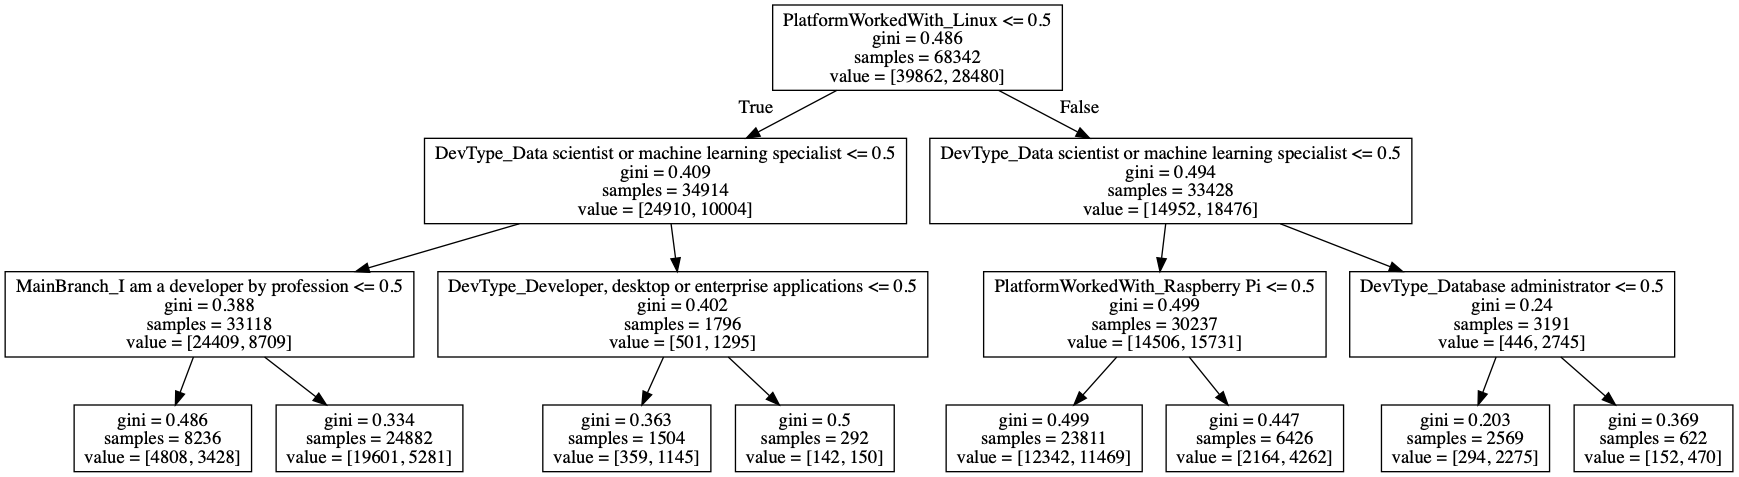 PlatformWorkedWith_Linux <= 0.5
gini = 0.486
samples = 68342
value = [39862, 28480]
True
False
DevType_Data scientist or machine learning specialist <= 0.5
gini = 0.409
samples = 34914
value = [24910, 10004]
DevType_Data scientist or machine learning specialist <= 0.5
gini = 0.494
samples = 33428
value = [14952, 18476]
MainBranch_I am a developer by profession <= 0.5
gini = 0.388
samples = 33118
value = [24409, 8709]
DevType_Developer, desktop or enterprise applications <= 0.5
gini = 0.402
samples = 1796
value = [501, 1295]
PlatformWorkedWith_Raspberry Pi <= 0.5
gini = 0.499
samples = 30237
value = [14506, 15731]
DevType_Database administrator <= 0.5
gini = 0.24
samples = 3191
value = [446, 2745]
gini = 0.486
samples = 8236
value = [4808, 3428]
gini = 0.334
samples = 24882
value = [19601, 5281]
gini = 0.363
samples = 1504
value = [359, 1145]
gini = 0.5
samples = 292
value = [142, 150]
gini = 0.499
samples = 23811
value = [12342, 11469]
gini = 0.447
samples = 6426
value = [2164, 4262]
gini = 0.203
samples = 2569
value = [294, 2275]
gini = 0.369
samples = 622
value = [152, 470]